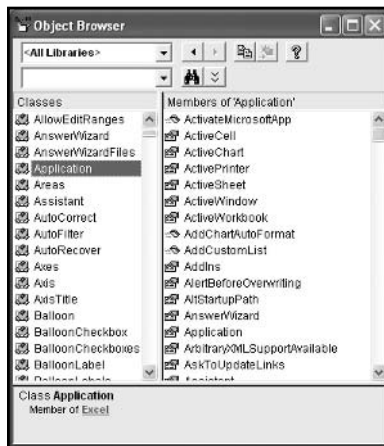 Object Browser
<All Libraries>
Classes
AllowEditRanges
AnswerWizard
AnswerWizardFiles
Application
Areas
Assistant
AutoCorrect
AutoFilter
AutoRecover
Axes
Axis
AxisTitle
Balloon
BalloonCheckbox
BalloonCheckboxes
BalloonLabel
BalloonLabels
Members of 'Application'
ActivateMicrosoftApp
ActiveCell
ActiveChart
ActivePrinter
ActiveSheet
ActiveWindow
ActiveWorkbook
AddChartAutoFormat
AddCustomList
AddIns
AlertBeforeOverwriting
AltStartupPath
AnswerWizard
Application
ArbitraryXMLSupportAvailable
AskToUpdateLinks
Assistant
Class Application
Member of Excel